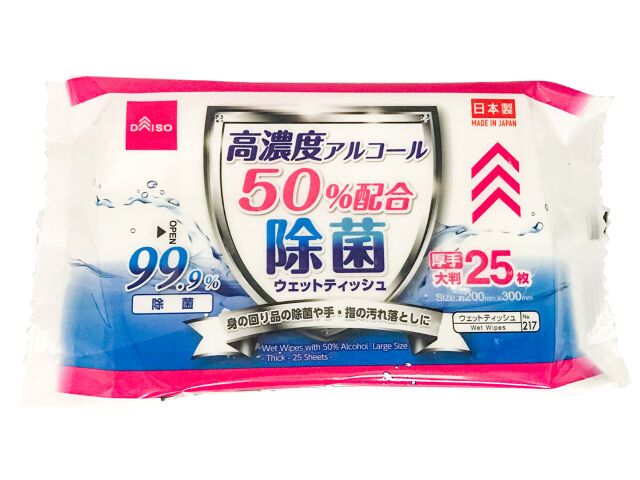 DAISO
日本製
MADE IN JAPAN
高濃度アルコール
50%配合
除菌
ウェットティッシュ
OPEN
99.9%
除菌
厚手
大判
25枚
Size:約200mm×300mm
身の回り品の除菌や手・指の汚れ落としに
ウェットティッシュ
Wet Wipes
No.
217
Wet Wipes with 50% Alcohol Large Size
- Thick - 25 Sheets -